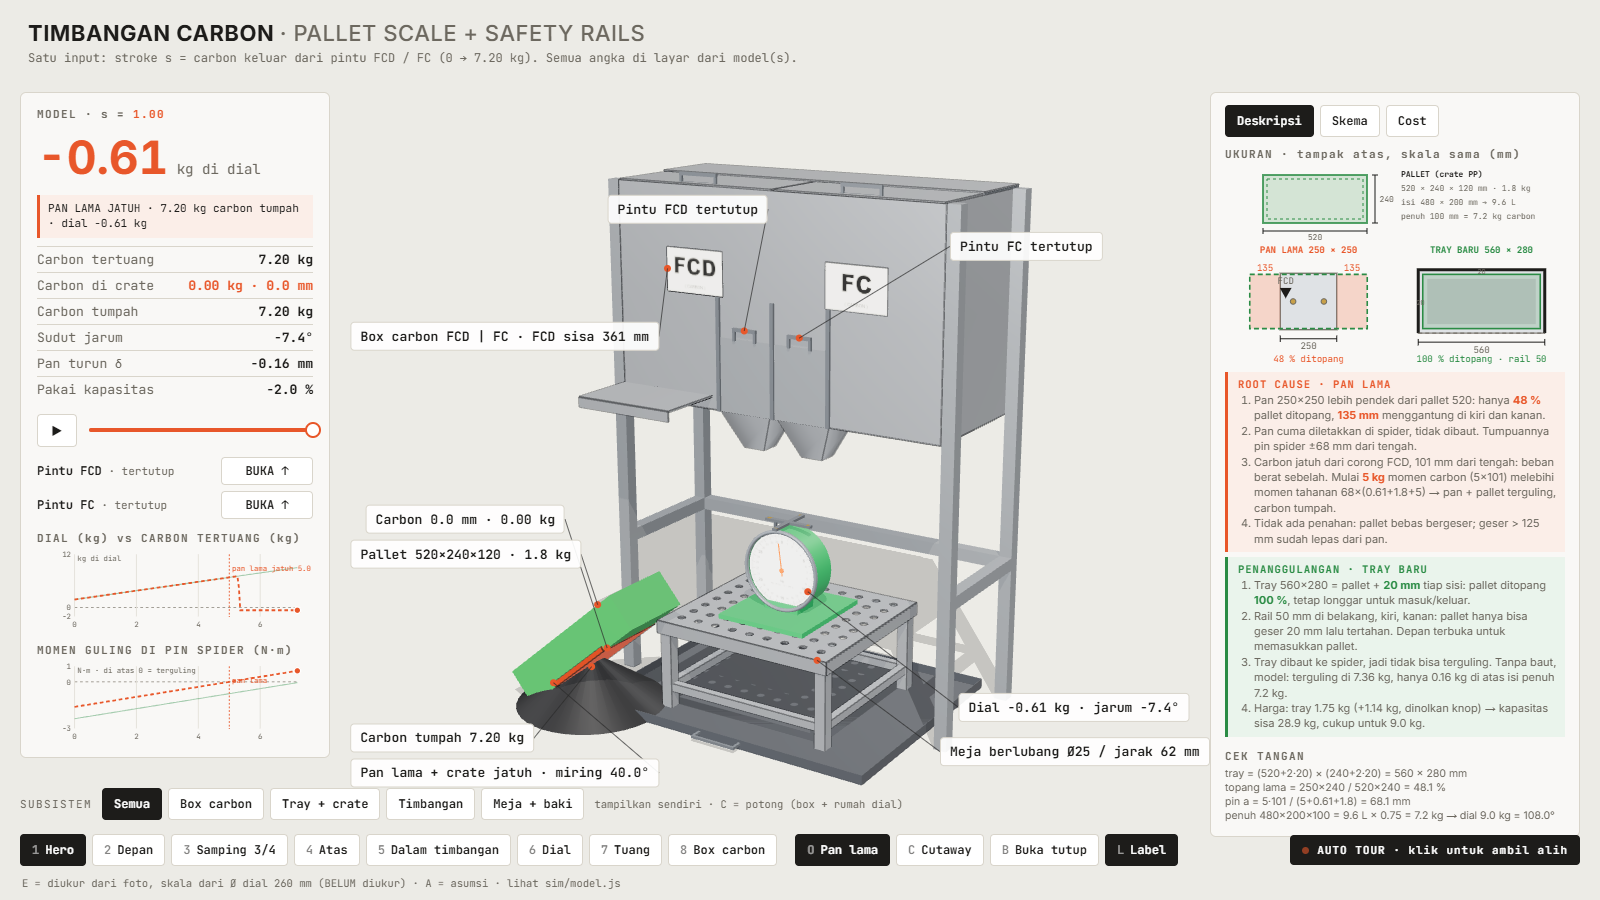 TIMBANGAN CARBON · PALLET SCALE + SAFETY RAILS
Satu input: stroke s = carbon keluar dari pintu FCD / FC (0 → 7.20 kg). Semua angka di layar dari model(s).
MODEL · s = 1.00
-0.61 kg di dial
PAN LAMA JATUH · 7.20 kg carbon tumpah
· dial -0.61 kg
Carbon tertuang 7.20 kg
Carbon di crate 0.00 kg · 0.0 mm
Carbon tumpah 7.20 kg
Sudut jarum -7.4°
Pan turun δ -0.16 mm
Pakai kapasitas -2.0 %
Pintu FCD · tertutup BUKA ↑
Pintu FC · tertutup BUKA ↑
DIAL (kg) vs CARBON TERTUANG (kg)
12
kg di dial
pan lama jatuh 5.0
0
-2
0 2 4 6
MOMEN GULING DI PIN SPIDER (N·m)
1
N·m · di atas 0 = terguling
0
pan lama
-3
0 2 4 6
Pintu FCD tertutup
Pintu FC tertutup
FCD
FC
Box carbon FCD | FC · FCD sisa 361 mm
Carbon 0.0 mm · 0.00 kg
Pallet 520×240×120 · 1.8 kg
Dial -0.61 kg · jarum -7.4°
Carbon tumpah 7.20 kg
Meja berlubang Ø25 / jarak 62 mm
Pan lama + crate jatuh · miring 40.0°
Deskripsi Skema Cost
UKURAN · tampak atas, skala sama (mm)
PALLET (crate PP)
520 × 240 × 120 mm · 1.8 kg
isi 480 × 200 mm → 9.6 L
penuh 100 mm = 7.2 kg carbon
240
520
PAN LAMA 250 × 250
TRAY BARU 560 × 280
135 135
FCD
20
250
560
48 % ditopang
100 % ditopang · rail 50
ROOT CAUSE · PAN LAMA
1. Pan 250×250 lebih pendek dari pallet 520: hanya 48 %
pallet ditopang, 135 mm menggantung di kiri dan kanan.
2. Pan cuma diletakkan di spider, tidak dibaut. Tumpuannya
pin spider ±68 mm dari tengah.
3. Carbon jatuh dari corong FCD, 101 mm dari tengah: beban
berat sebelah. Mulai 5 kg momen carbon (5×101) melebihi
momen tahanan 68×(0.61+1.8+5) → pan + pallet terguling,
carbon tumpah.
4. Tidak ada penahan: pallet bebas bergeser; geser > 125
mm sudah lepas dari pan.
PENANGGULANGAN · TRAY BARU
1. Tray 560×280 = pallet + 20 mm tiap sisi: pallet ditopang
100 %, tetap longgar untuk masuk/keluar.
2. Rail 50 mm di belakang, kiri, kanan: pallet hanya bisa
geser 20 mm lalu tertahan. Depan terbuka untuk
memasukkan pallet.
3. Tray dibaut ke spider, jadi tidak bisa terguling. Tanpa baut,
model: terguling di 7.36 kg, hanya 0.16 kg di atas isi penuh
7.2 kg.
4. Harga: tray 1.75 kg (+1.14 kg, dinolkan knop) → kapasitas
sisa 28.9 kg, cukup untuk 9.0 kg.
CEK TANGAN
tray = (520+2·20) × (240+2·20) = 560 × 280 mm
topang lama = 250×240 / 520×240 = 48.1 %
pin a = 5·101 / (5+0.61+1.8) = 68.1 mm
penuh 480×200×100 = 9.6 L × 0.75 = 7.2 kg → dial 9.0 kg = 108.0°
SUBSISTEM Semua Box carbon Tray + crate Timbangan Meja + baki tampilkan sendiri · C = potong (box + rumah dial)
1 Hero 2 Depan 3 Samping 3/4 4 Atas 5 Dalam timbangan 6 Dial 7 Tuang 8 Box carbon O Pan lama C Cutaway B Buka tutup L Label
AUTO TOUR · klik untuk ambil alih
E = diukur dari foto, skala dari Ø dial 260 mm (BELUM diukur) · A = asumsi · lihat sim/model.js